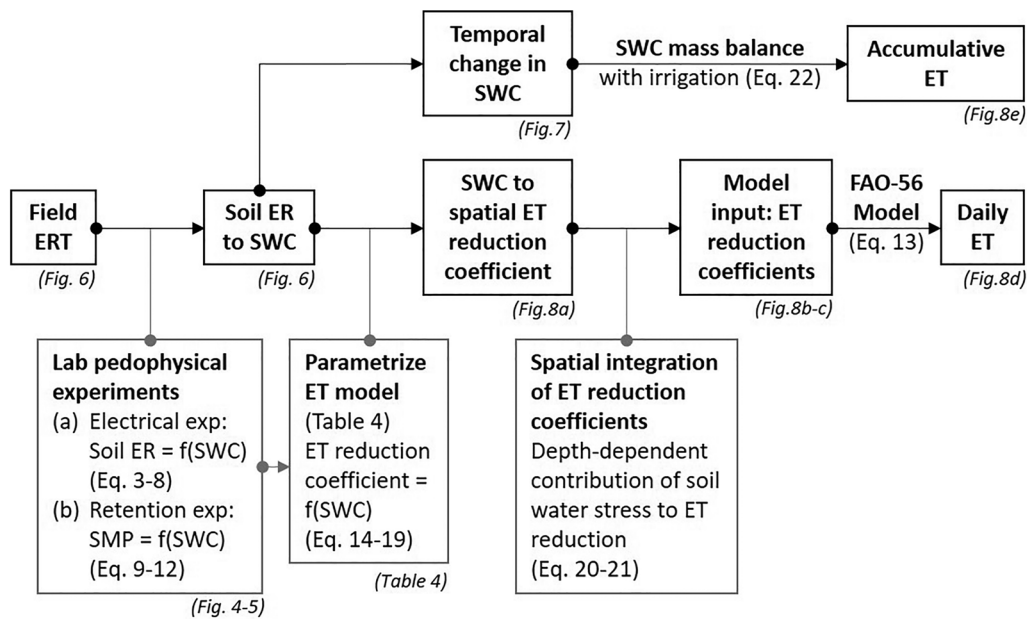 Temporal
change in
SWC
(Fig.7)
SWC mass balance
with irrigation (Eq. 22)
Accumulative
ET
(Fig.8e)
Field
ERT
(Fig. 6)
Soil ER
to SWC
(Fig. 6)
SWC to
spatial ET
reduction
coefficient
(Fig.8a)
Model
input: ET
reduction
coefficients
(Fig.8b-c)
FAO-56
Model
(Eq. 13)
Daily
ET
(Fig.8d)
Lab pedophysical
experiments
(a) Electrical exp:
Soil ER = f(SWC)
(Eq. 3-8)
(b) Retention exp:
SMP = f(SWC)
(Eq. 9-12)
(Fig. 4-5)
Parametrize
ET model
(Table 4)
ET reduction
coefficient =
f(SWC)
(Eq. 14-19)
(Table 4)
Spatial integration
of ET reduction
coefficients
Depth-dependent
contribution of soil
water stress to ET
reduction
(Eq. 20-21)